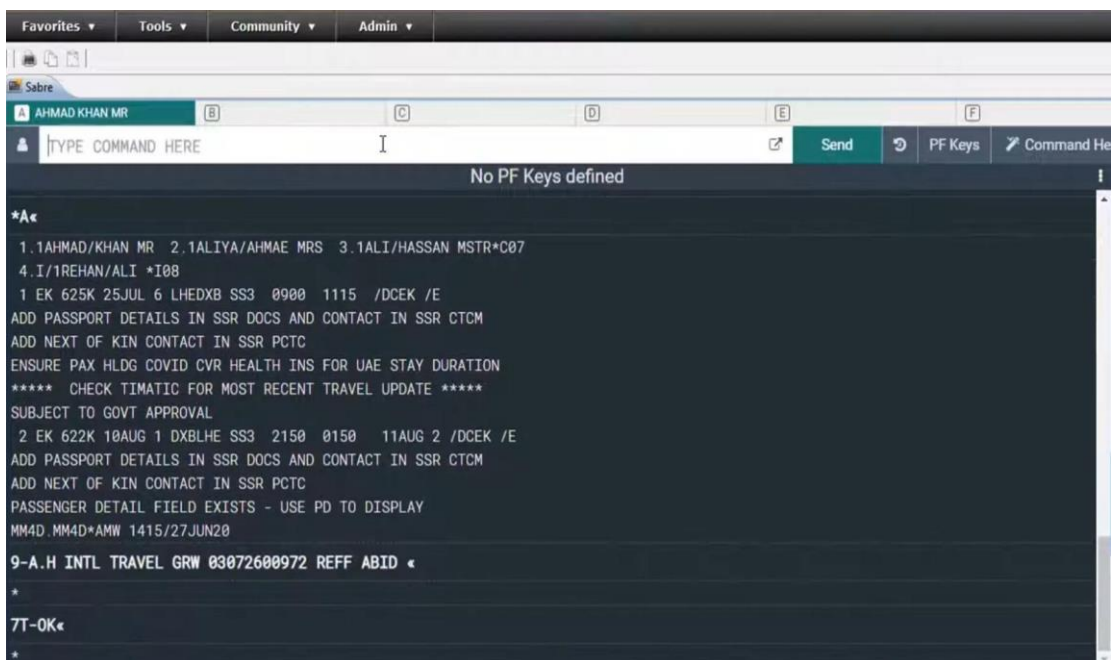 Favorites ▾ Tools ▾ Community ▾ Admin ▾
Sabre
A AHMAD KHAN MR B C D E F
TYPE COMMAND HERE Send PF Keys Command He
No PF Keys defined
*A«
1.1AHMAD/KHAN MR 2.1ALIYA/AHMAE MRS 3.1ALI/HASSAN MSTR*C07
4.I/1REHAN/ALI *I08
1 EK 625K 25JUL 6 LHEDXB SS3 0900 1115 /DCEK /E
ADD PASSPORT DETAILS IN SSR DOCS AND CONTACT IN SSR CTCM
ADD NEXT OF KIN CONTACT IN SSR PCTC
ENSURE PAX HLDG COVID CVR HEALTH INS FOR UAE STAY DURATION
***** CHECK TIMATIC FOR MOST RECENT TRAVEL UPDATE *****
SUBJECT TO GOVT APPROVAL
2 EK 622K 10AUG 1 DXBLHE SS3 2150 0150 11AUG 2 /DCEK /E
ADD PASSPORT DETAILS IN SSR DOCS AND CONTACT IN SSR CTCM
ADD NEXT OF KIN CONTACT IN SSR PCTC
PASSENGER DETAIL FIELD EXISTS - USE PD TO DISPLAY
MM4D.MM4D*AMW 1415/27JUN20
9-A.H INTL TRAVEL GRW 03072600972 REFF ABID «
*
7T-OK«
*